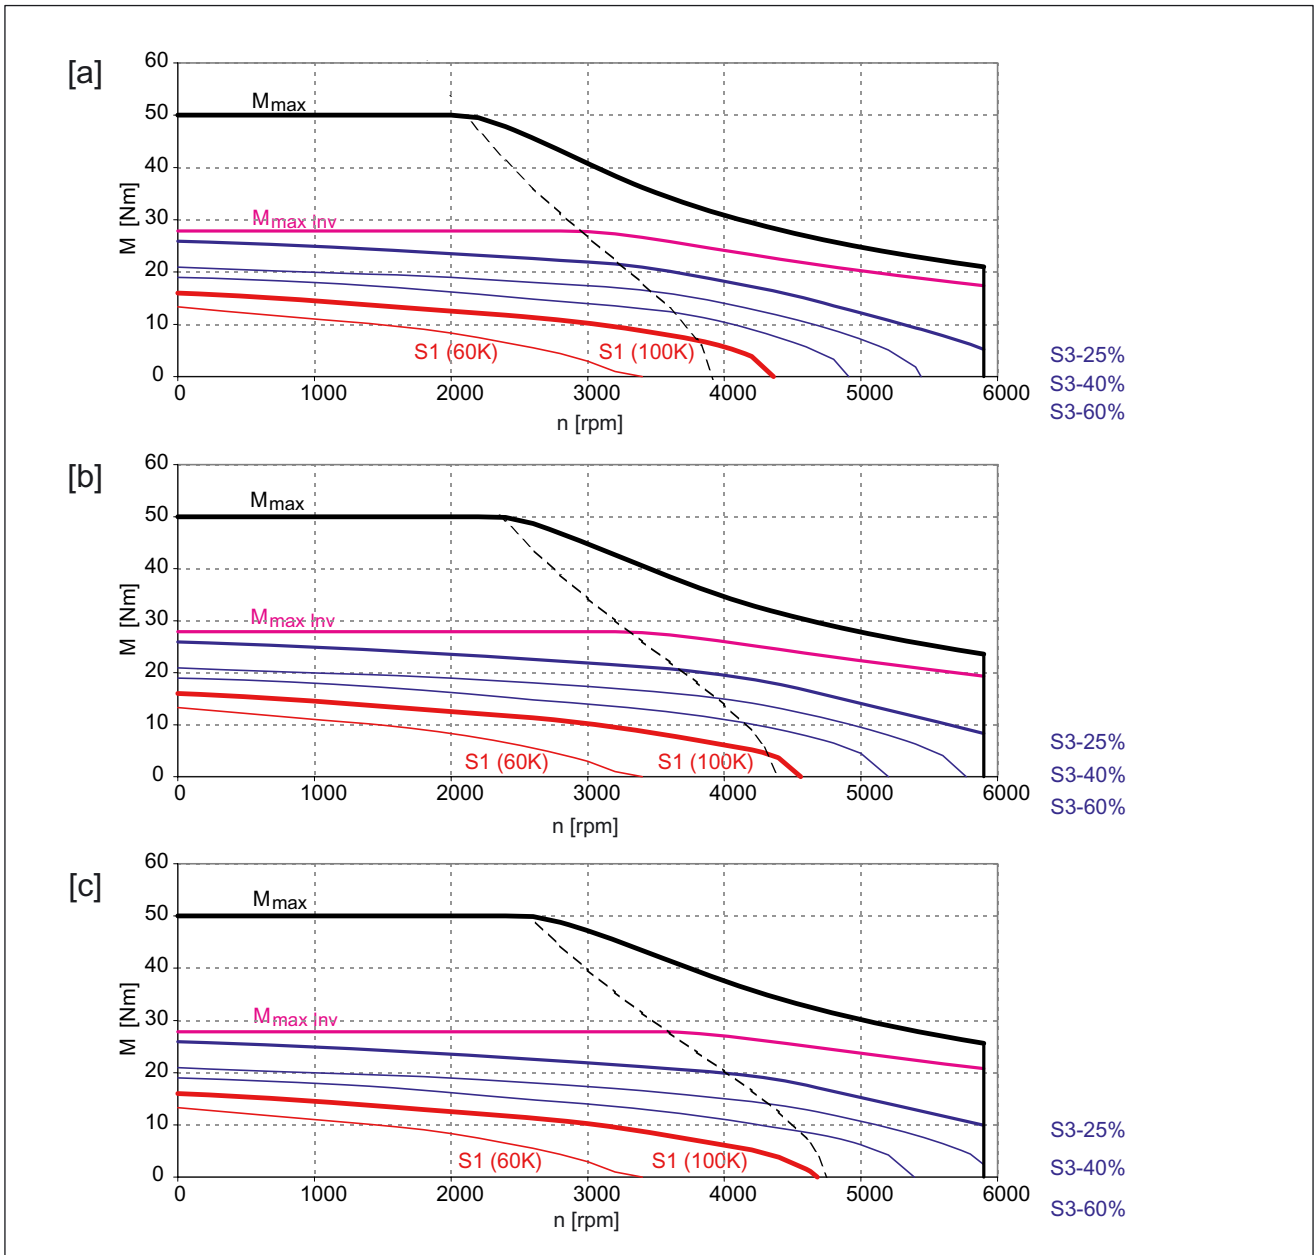 [a]
60
50
40
30
20
10
0
M [Nm]
Mmax
Mmax Inv
S1 (60K)
S1 (100K)
0 1000 2000 3000 4000 5000 6000
n [rpm]
S3-25%
S3-40%
S3-60%
[b]
60
50
40
30
20
10
0
M [Nm]
Mmax
Mmax Inv
S1 (60K)
S1 (100K)
0 1000 2000 3000 4000 5000 6000
n [rpm]
S3-25%
S3-40%
S3-60%
[c]
60
50
40
30
20
10
0
M [Nm]
Mmax
Mmax Inv
S1 (60K)
S1 (100K)
0 1000 2000 3000 4000 5000 6000
n [rpm]
S3-25%
S3-40%
S3-60%